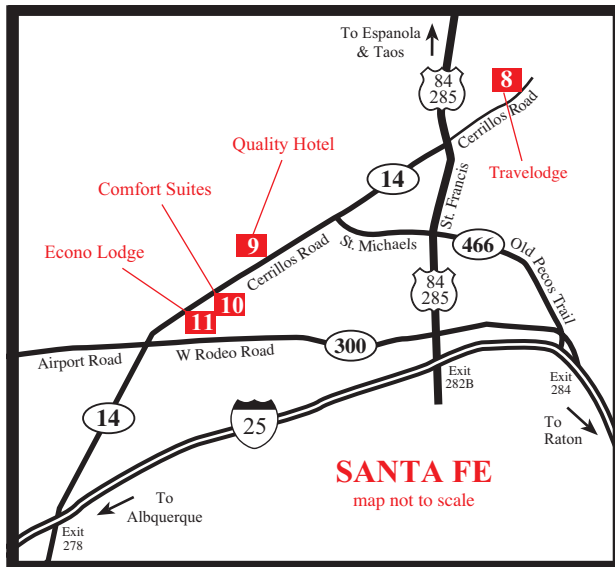 To Espanola
& Taos
84
285
8
Cerrillos Road
Travelodge
Quality Hotel
14
St. Francis
Comfort Suites
9
Cerrillos Road
St. Michaels
466
Old Pecos Trail
Econo Lodge
10
11
84
285
Airport Road
W Rodeo Road
300
Exit
282B
Exit
284
14
25
To
Raton
SANTA FE
map not to scale
To
Albquerque
Exit
278